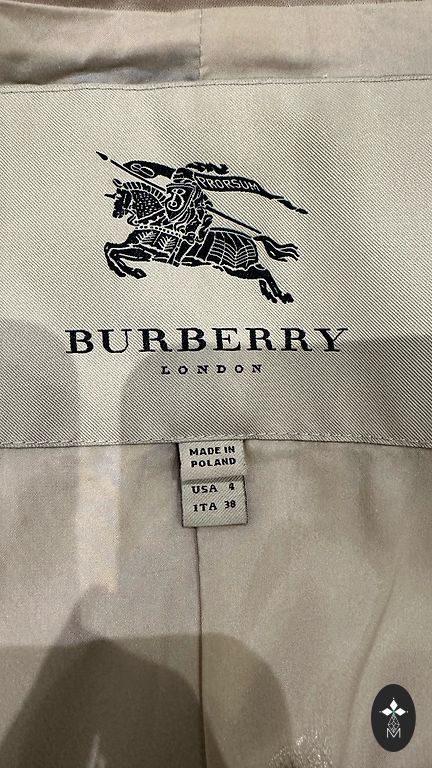 PRORSUM
BURBERRY
LONDON
MADE IN
POLAND
USA 4
ITA 38